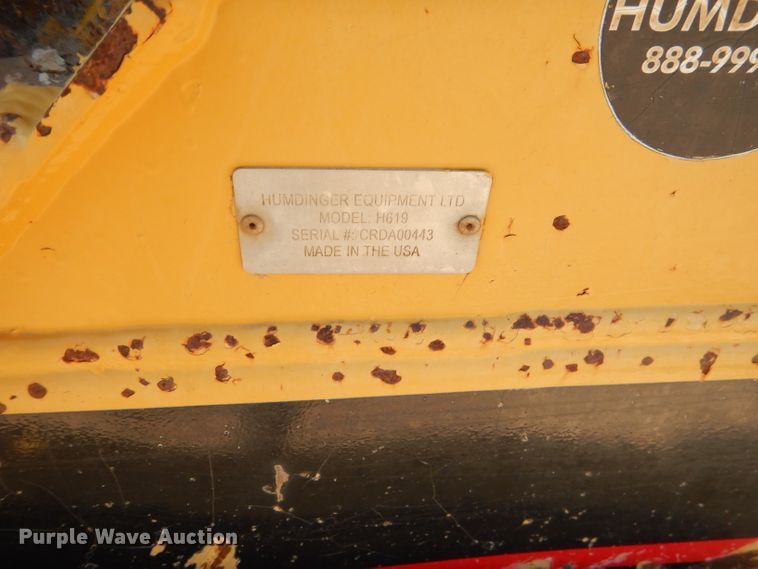 HUMD
888-999
HUMDINGER EQUIPMENT LTD
MODEL: H619
SERIAL #: CRDA00443
MADE IN THE USA
Purple Wave Auction